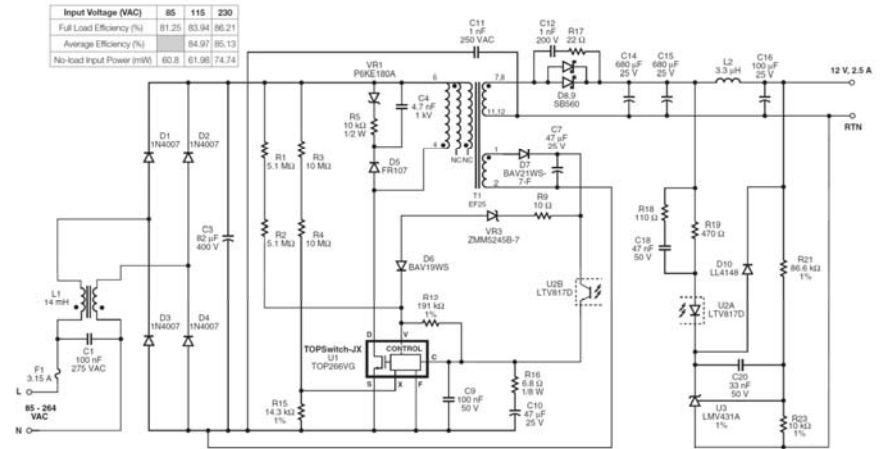 Input Voltage (VAC) 85 115 230
Full Load Efficiency (%) 81.25 83.94 86.21
Average Efficiency (%) 84.97 85.13
No-load Input Power (mW) 60.8 61.98 74.74
C11
1 nF
250 VAC
C12
1 nF
200 V
R17
22 Ω
D8,9
SB560
C14
680 µF
25 V
C15
680 µF
25 V
L2
3.3 µH
C16
100 µF
25 V
12 V, 2.5 A
RTN
VR1
P6KE180A
R5
10 kΩ
1/2 W
C4
4.7 nF
1 kV
D5
FR107
6
4
NC NC
7,8
11,12
1
2
T1
EF25
D7
BAV21WS-
7-F
C7
47 µF
25 V
D1
1N4007
D2
1N4007
D3
1N4007
D4
1N4007
C3
82 µF
400 V
R1
5.1 MΩ
R3
10 MΩ
R2
5.1 MΩ
R4
10 MΩ
D6
BAV19WS
VR3
ZMM5245B-7
R9
10 Ω
U2B
LTV817D
R12
191 kΩ
1%
L1
14 mH
C1
100 nF
275 VAC
F1
3.15 A
L
85 - 264
VAC
N
TOPSwitch-JX
U1
TOP266VG
D
V
CONTROL
C
S
X
F
R15
14.3 kΩ
1%
C9
100 nF
50 V
R16
6.8 Ω
1/8 W
C10
47 µF
25 V
R18
110 Ω
C18
47 nF
50 V
R19
470 Ω
D10
LL4148
U2A
LTV817D
R21
86.6 kΩ
1%
C20
33 nF
50 V
U3
LMV431A
1%
R23
10 kΩ
1%